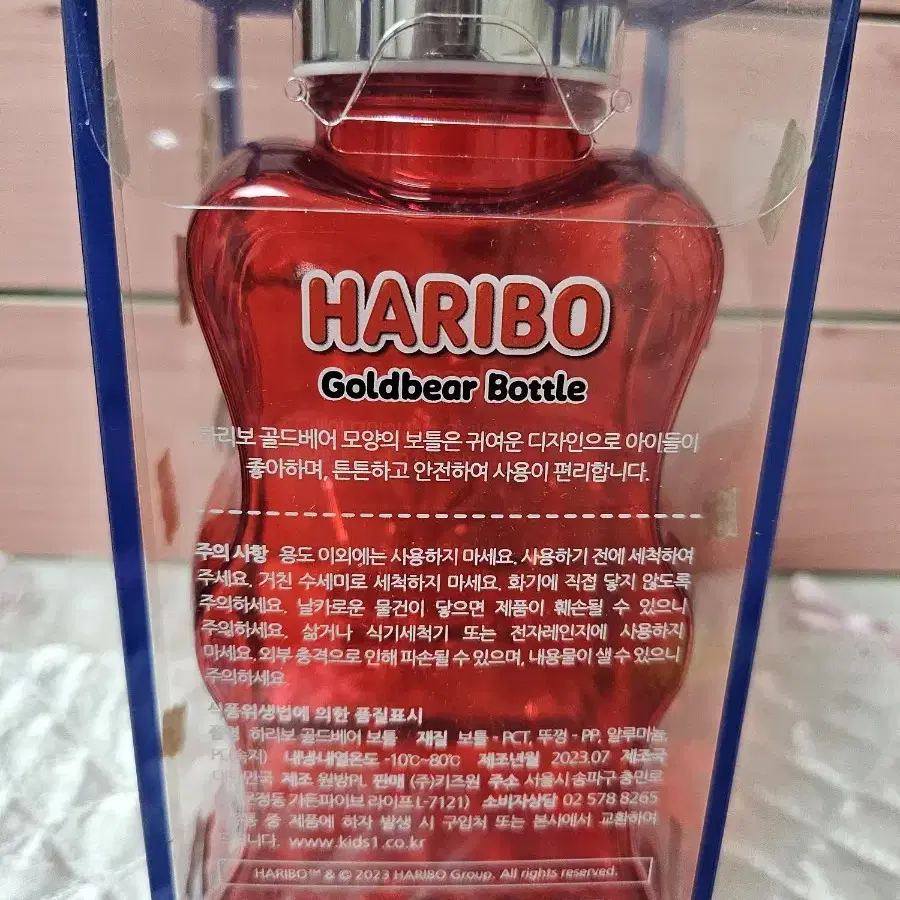 HARIBO
Goldbear Bottle
하리보 골드베어 모양의 보틀은 귀여운 디자인으로 아이들이
좋아하며, 튼튼하고 안전하여 사용이 편리합니다.
주의 사항 용도 이외에는 사용하지 마세요. 사용하기 전에 세척하여
주세요. 거친 수세미로 세척하지 마세요. 화기에 직접 닿지 않도록
주의하세요. 날카로운 물건이 닿으면 제품이 훼손될 수 있으니
주의하세요. 삶거나 식기세척기 또는 전자레인지에 사용하지
마세요. 외부 충격으로 인해 파손될 수 있으며, 내용물이 샐 수 있으니
주의하세요.
식품위생법에 의한 품질표시
하리보 골드베어 보틀 재질 보틀 - PCT, 뚜껑 - PP, 알루미늄,
내냉·내열온도 -10℃~80℃ 제조년월 2023.07 제조국
대한민국 제조 원방PL 판매 (주)키즈원 주소 서울시 송파구 충민로
가든파이브 라이프 L-7121) 소비자상담 02 578 8265
중 제품에 하자 발생 시 구입처 또는 본사에서 교환하여
www.kids1.co.kr
HARIBO™ & © 2023 HARIBO Group. All rights reserved.